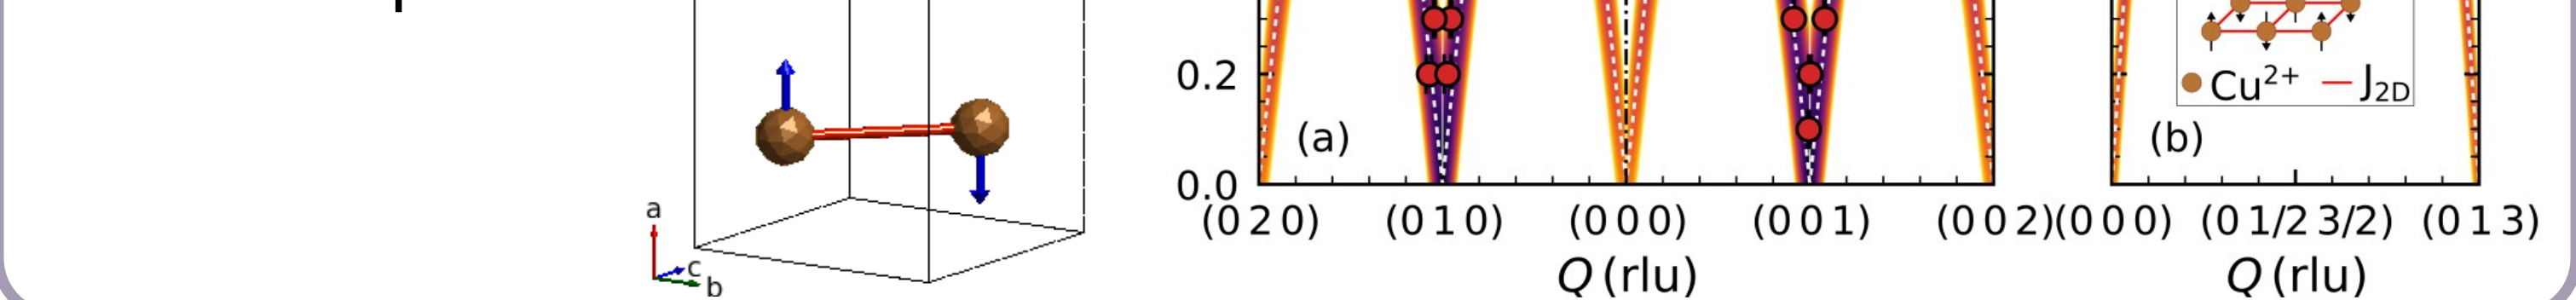 a
c
b
0.2
0.0
(a)
(0 2 0) (0 1 0) (0 0 0) (0 0 1) (0 0 2)
Q (rlu)
Cu²⁺ J₂D
(b)
(0 0 0) (0 1/2 3/2) (0 1 3)
Q (rlu)